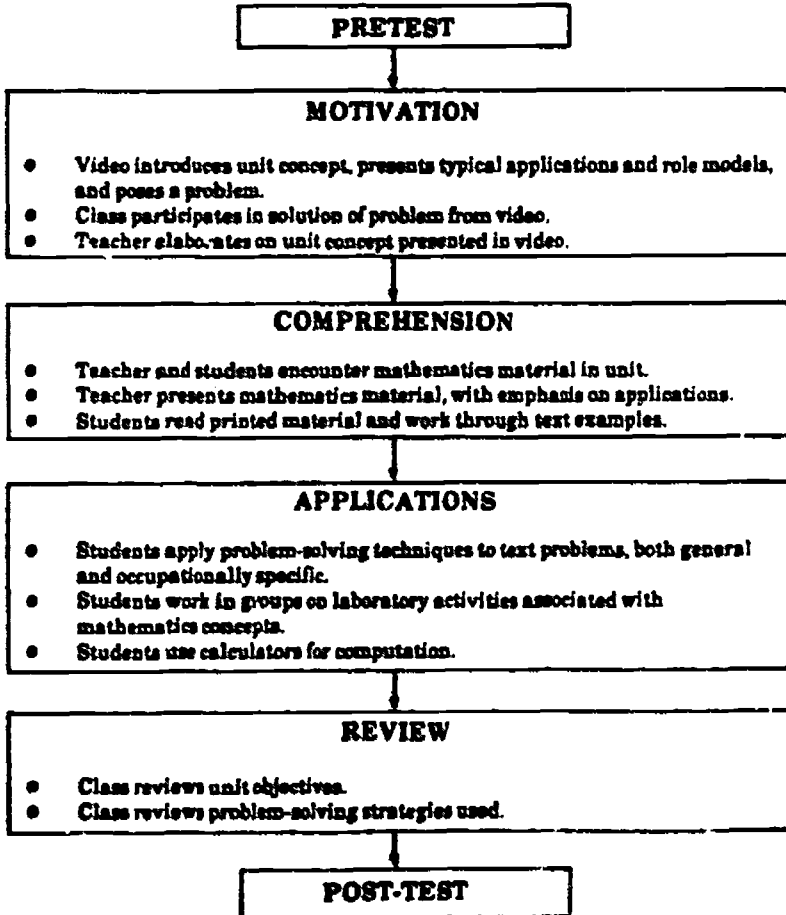 PRETEST
MOTIVATION
● Video introduces unit concept, presents typical applications and role models,
and poses a problem.
● Class participates in solution of problem from video.
● Teacher elaborates on unit concept presented in video.
COMPREHENSION
● Teacher and students encounter mathematics material in unit.
● Teacher presents mathematics material, with emphasis on applications.
● Students read printed material and work through text examples.
APPLICATIONS
● Students apply problem-solving techniques to text problems, both general
and occupationally specific.
● Students work in groups on laboratory activities associated with
mathematics concepts.
● Students use calculators for computation.
REVIEW
● Class reviews unit objectives.
● Class reviews problem-solving strategies used.
POST-TEST